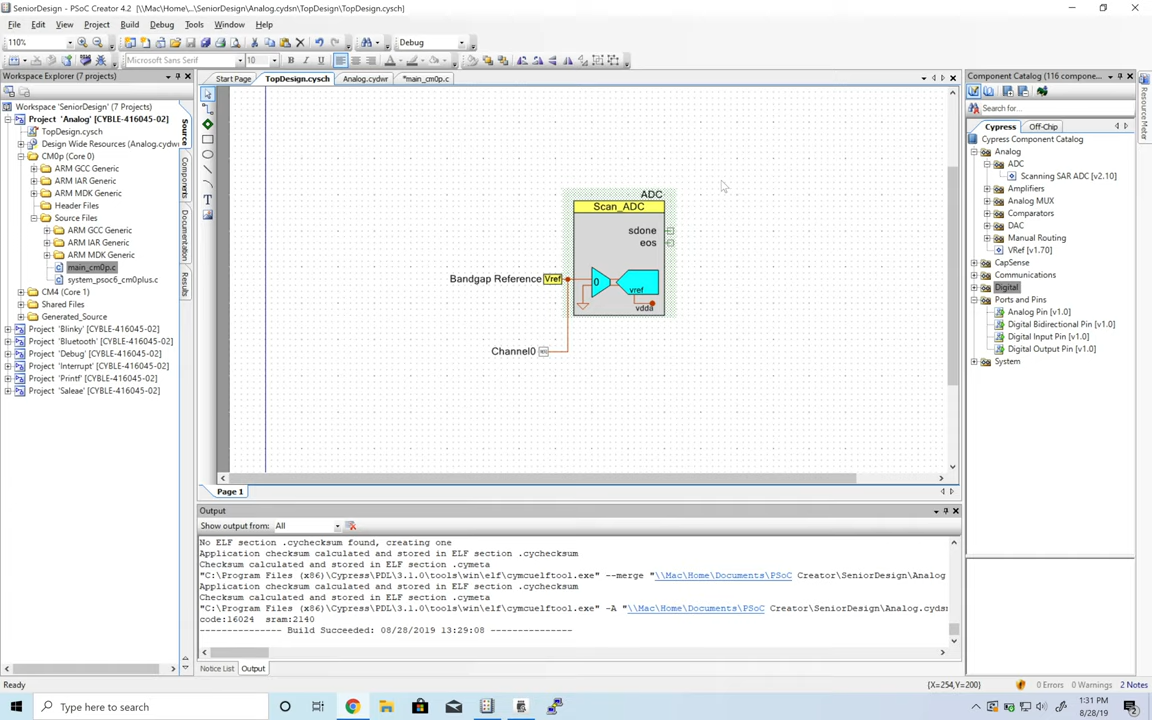 SeniorDesign - PSoC Creator 4.2 [\\Mac\Home\...\SeniorDesign\Analog.cydsn\TopDesign\TopDesign.cysch]
File Edit View Project Build Debug Tools Window Help
110% Debug
Microsoft Sans Serif 10 B I U
Workspace Explorer (7 projects)
Start Page TopDesign.cysch Analog.cydwr *main_cm0p.c
Component Catalog (116 compone...
Workspace 'SeniorDesign' (7 Projects)
Project 'Analog' [CYBLE-416045-02]
TopDesign.cysch
Design Wide Resources (Analog.cydw
CM0p (Core 0)
ARM GCC Generic
ARM IAR Generic
ARM MDK Generic
Header Files
Source Files
ARM GCC Generic
ARM IAR Generic
ARM MDK Generic
main_cm0p.c
system_psoc6_cm0plus.c
CM4 (Core 1)
Shared Files
Generated_Source
Project 'Blinky' [CYBLE-416045-02]
Project 'Bluetooth' [CYBLE-416045-02]
Project 'Debug' [CYBLE-416045-02]
Project 'Interrupt' [CYBLE-416045-02]
Project 'Printf' [CYBLE-416045-02]
Project 'Saleae' [CYBLE-416045-02]
Source
Components
Documentation
Results
ADC
Scan_ADC
sdone
eos
Bandgap Reference Vref
0
vref
vdda
Channel0
Page 1
Search for...
Cypress Off-Chip
Cypress Component Catalog
Analog
ADC
Scanning SAR ADC [v2.10]
Amplifiers
Analog MUX
Comparators
DAC
Manual Routing
VRef [v1.70]
CapSense
Communications
Digital
Ports and Pins
Analog Pin [v1.0]
Digital Bidirectional Pin [v1.0]
Digital Input Pin [v1.0]
Digital Output Pin [v1.0]
System
Resource Meter
Output
Show output from: All
No ELF section .cychecksum found, creating one
Application checksum calculated and stored in ELF section .cychecksum
Checksum calculated and stored in ELF section .cymeta
"C:\Program Files (x86)\Cypress\PDL\3.1.0\tools\win\elf\cymcuelftool.exe" --merge "\\Mac\Home\Documents\PSoC Creator\SeniorDesign\Analog
Application checksum calculated and stored in ELF section .cychecksum
Checksum calculated and stored in ELF section .cymeta
"C:\Program Files (x86)\Cypress\PDL\3.1.0\tools\win\elf\cymcuelftool.exe" -A "\\Mac\Home\Documents\PSoC Creator\SeniorDesign\Analog.cydsn
code:16024 sram:2140
--------------- Build Succeeded: 08/28/2019 13:29:08 ---------------
Notice List Output
Ready
{X=254,Y=200}
0 Errors 0 Warnings 2 Notes
Type here to search
1:31 PM
8/28/19
2